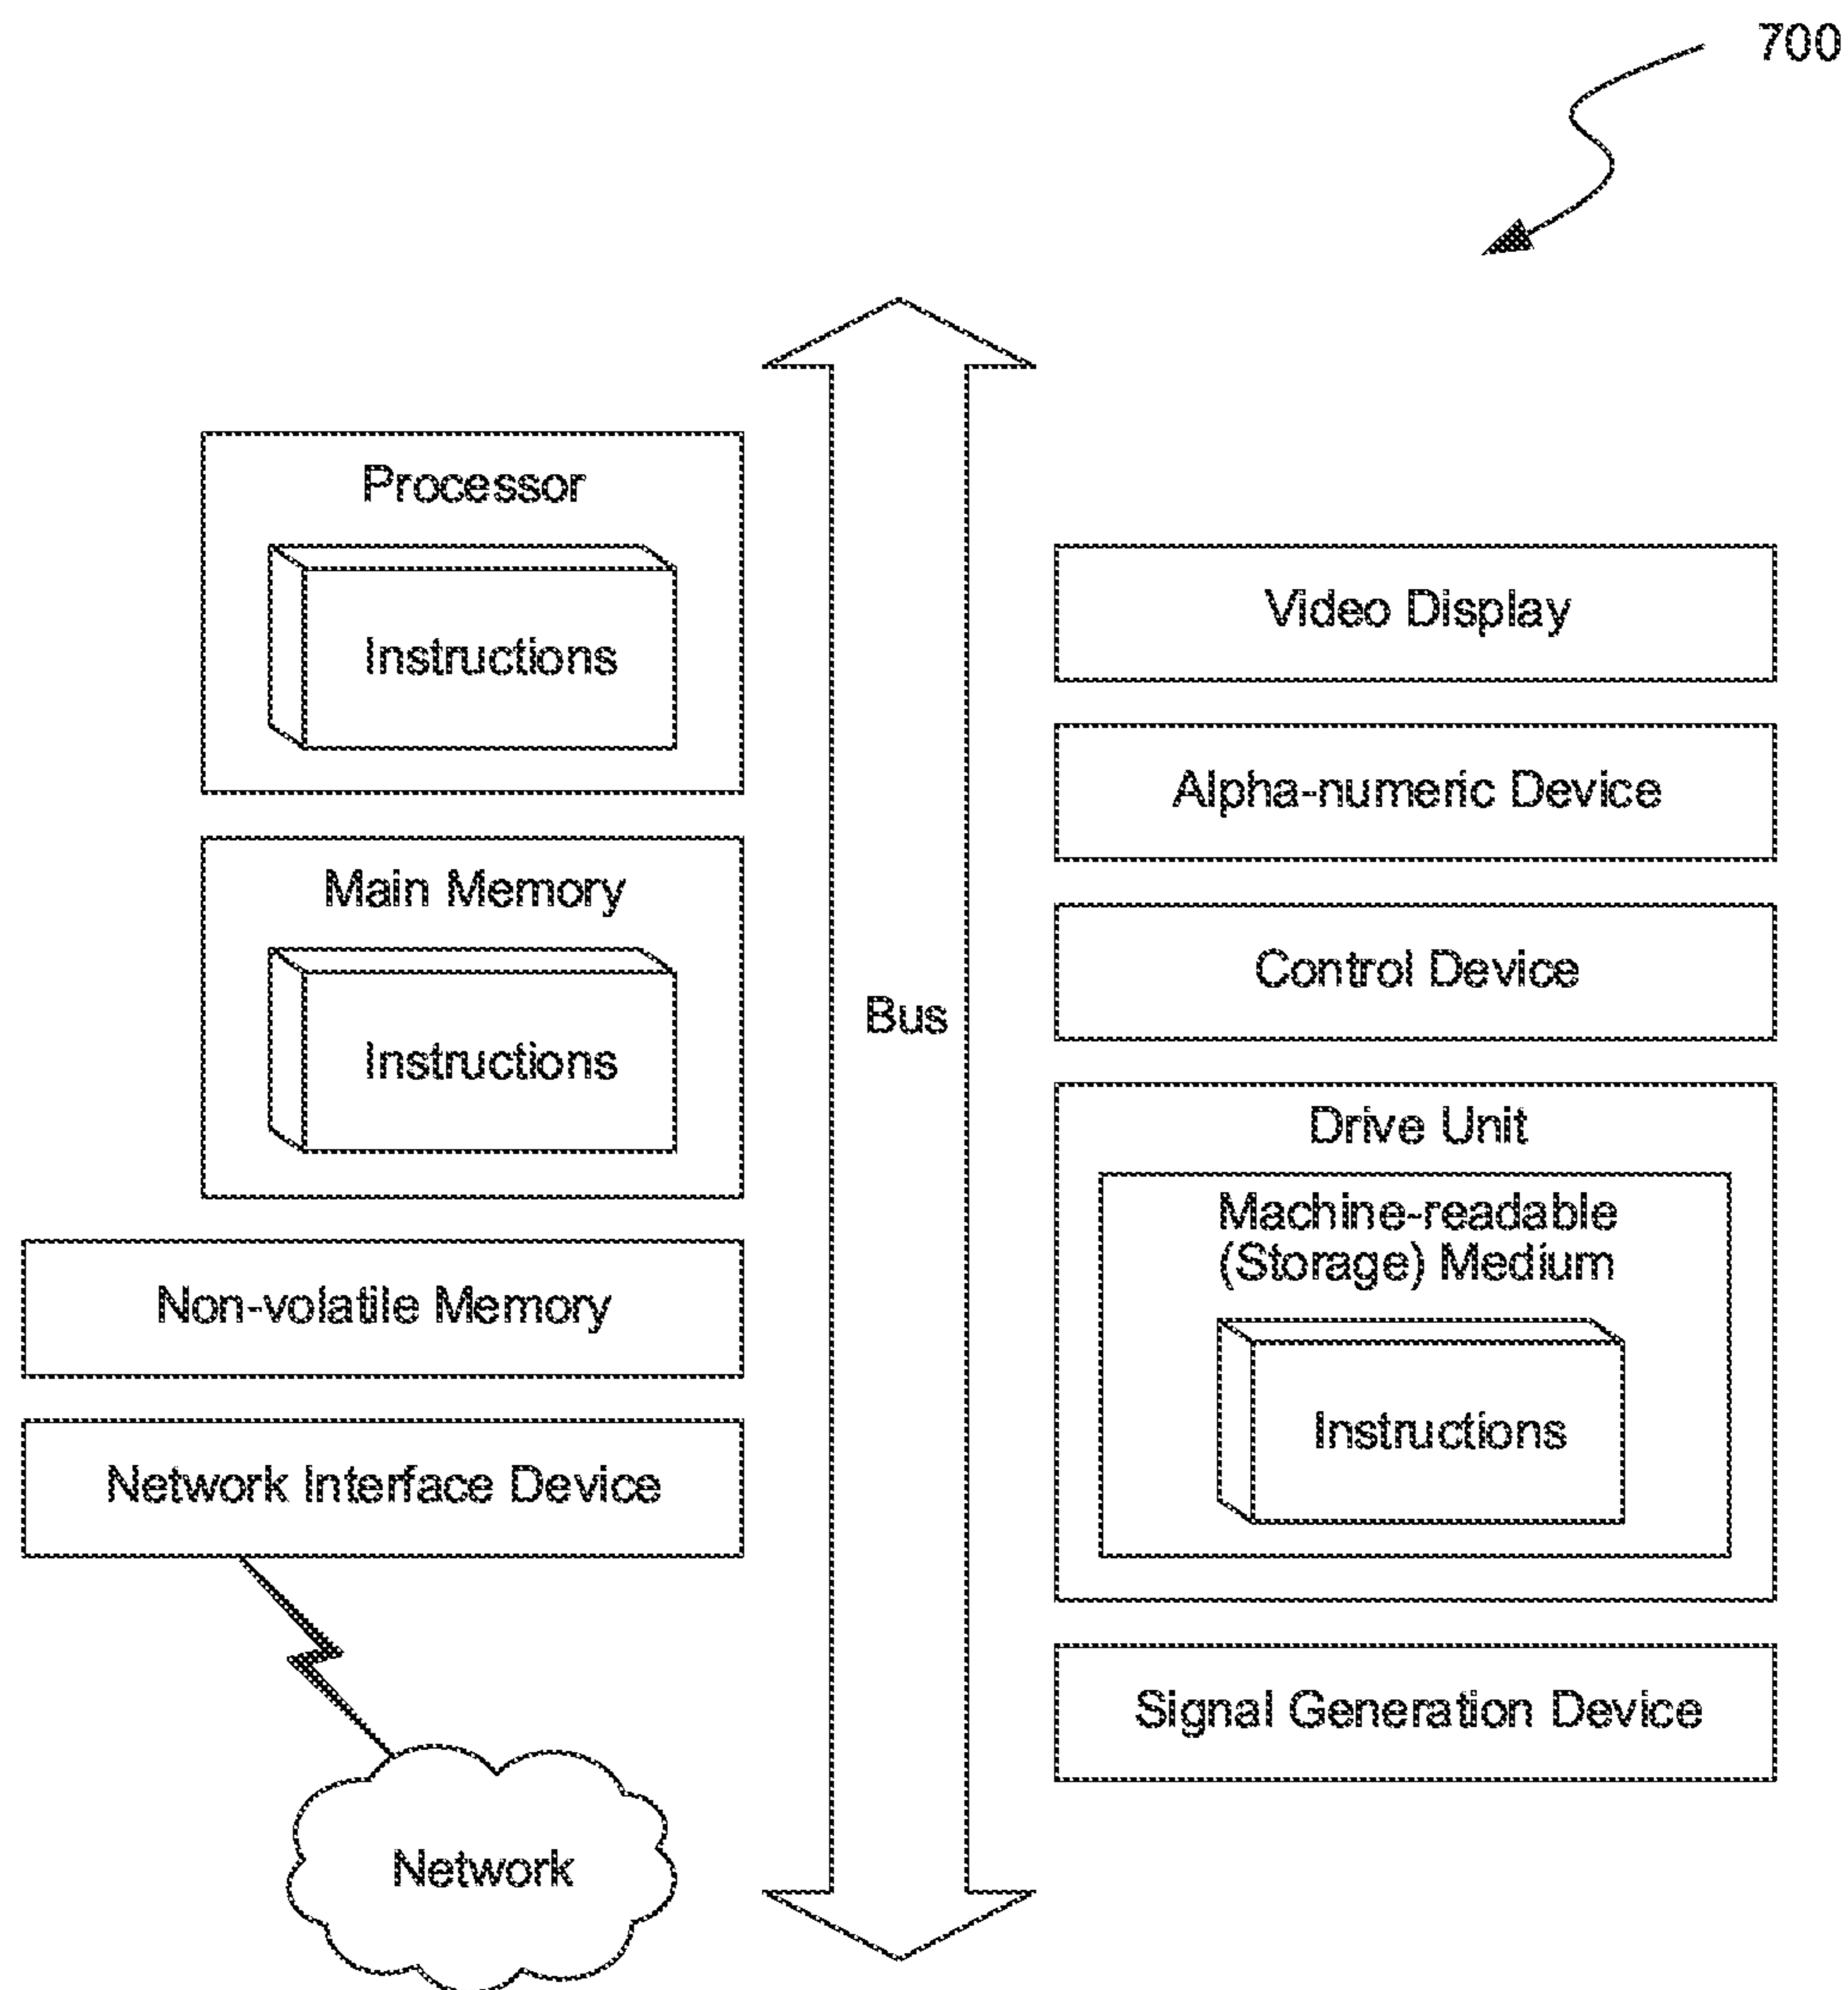 700
Processor
Instructions
Main Memory
Instructions
Non-volatile Memory
Network Interface Device
Network
Bus
Video Display
Alpha-numeric Device
Control Device
Drive Unit
Machine-readable
(Storage) Medium
Instructions
Signal Generation Device